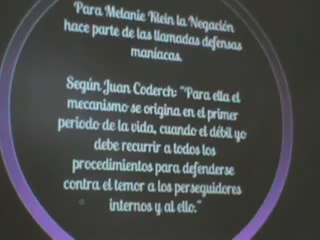 Para Melanie Klein la Negación
hace parte de las llamadas defensas
maníacas.
Según Juan Coderch: "Para ella el
mecanismo se origina en el primer
periodo de la vida, cuando el débil yo
debe recurrir a todos los
procedimientos para defenderse
contra el temor a los perseguidores
internos y al ello."